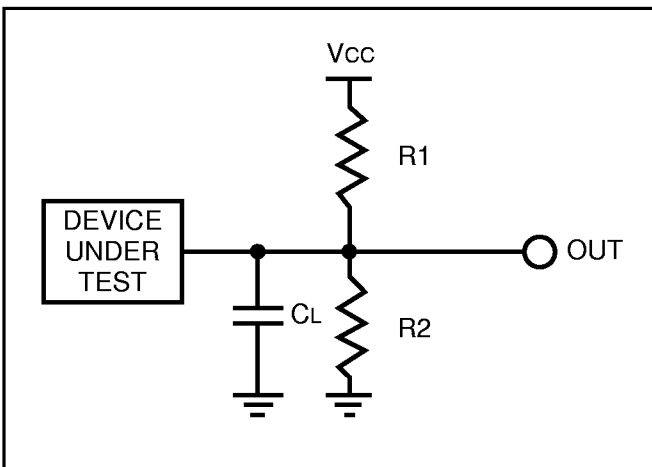 VCC
R1
DEVICE
UNDER
TEST
OUT
CL
R2